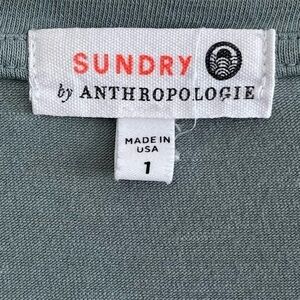 SUNDRY
by ANTHROPOLOGIE
MADE IN
USA
1